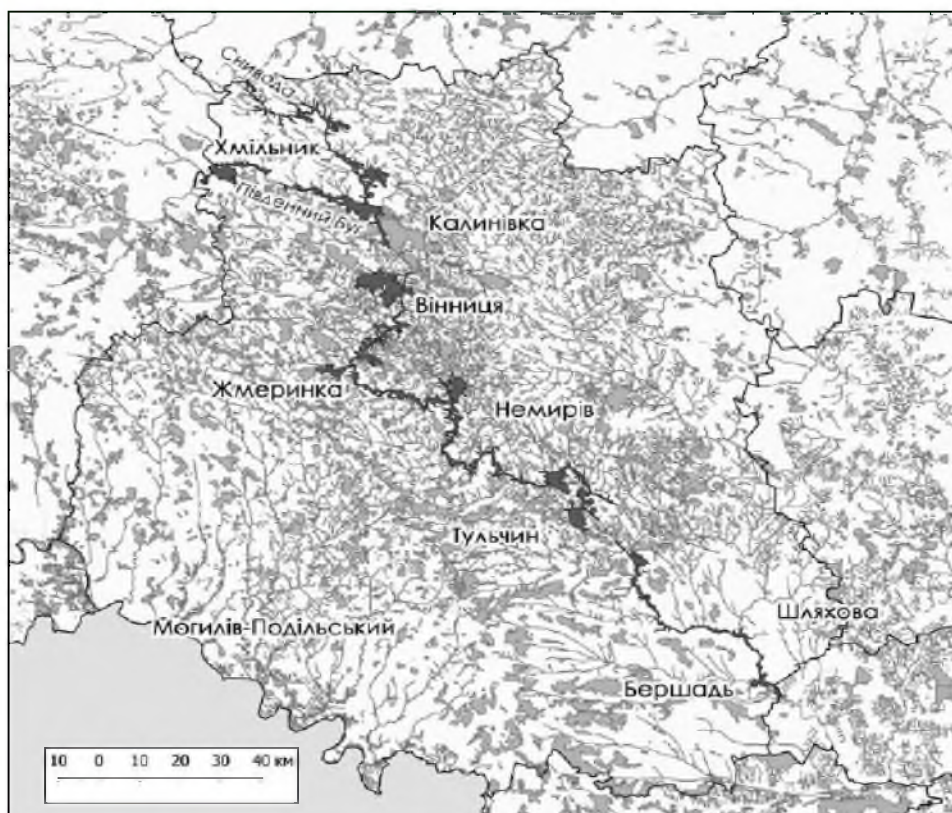 Снивода
Хмільник
Південний Буг
Калинівка
Вінниця
Жмеринка
Немирів
Тульчин
Шляхова
Могилів-Подільський
Бершадь
10 0 10 20 30 40 км